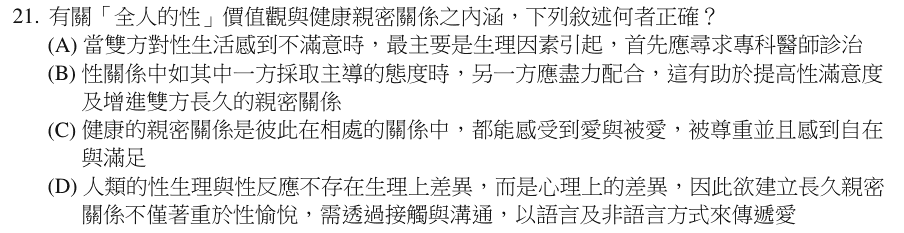 21. 有關「全人的性」價值觀與健康親密關係之內涵，下列敘述何者正確？
(A) 當雙方對性生活感到不滿意時，最主要是生理因素引起，首先應尋求專科醫師診治
(B) 性關係中如其中一方採取主導的態度時，另一方應盡力配合，這有助於提高性滿意度
及增進雙方長久的親密關係
(C) 健康的親密關係是彼此在相處的關係中，都能感受到愛與被愛，被尊重並且感到自在
與滿足
(D) 人類的性生理與性反應不存在生理上差異，而是心理上的差異，因此欲建立長久親密
關係不僅著重於性愉悅，需透過接觸與溝通，以語言及非語言方式來傳遞愛